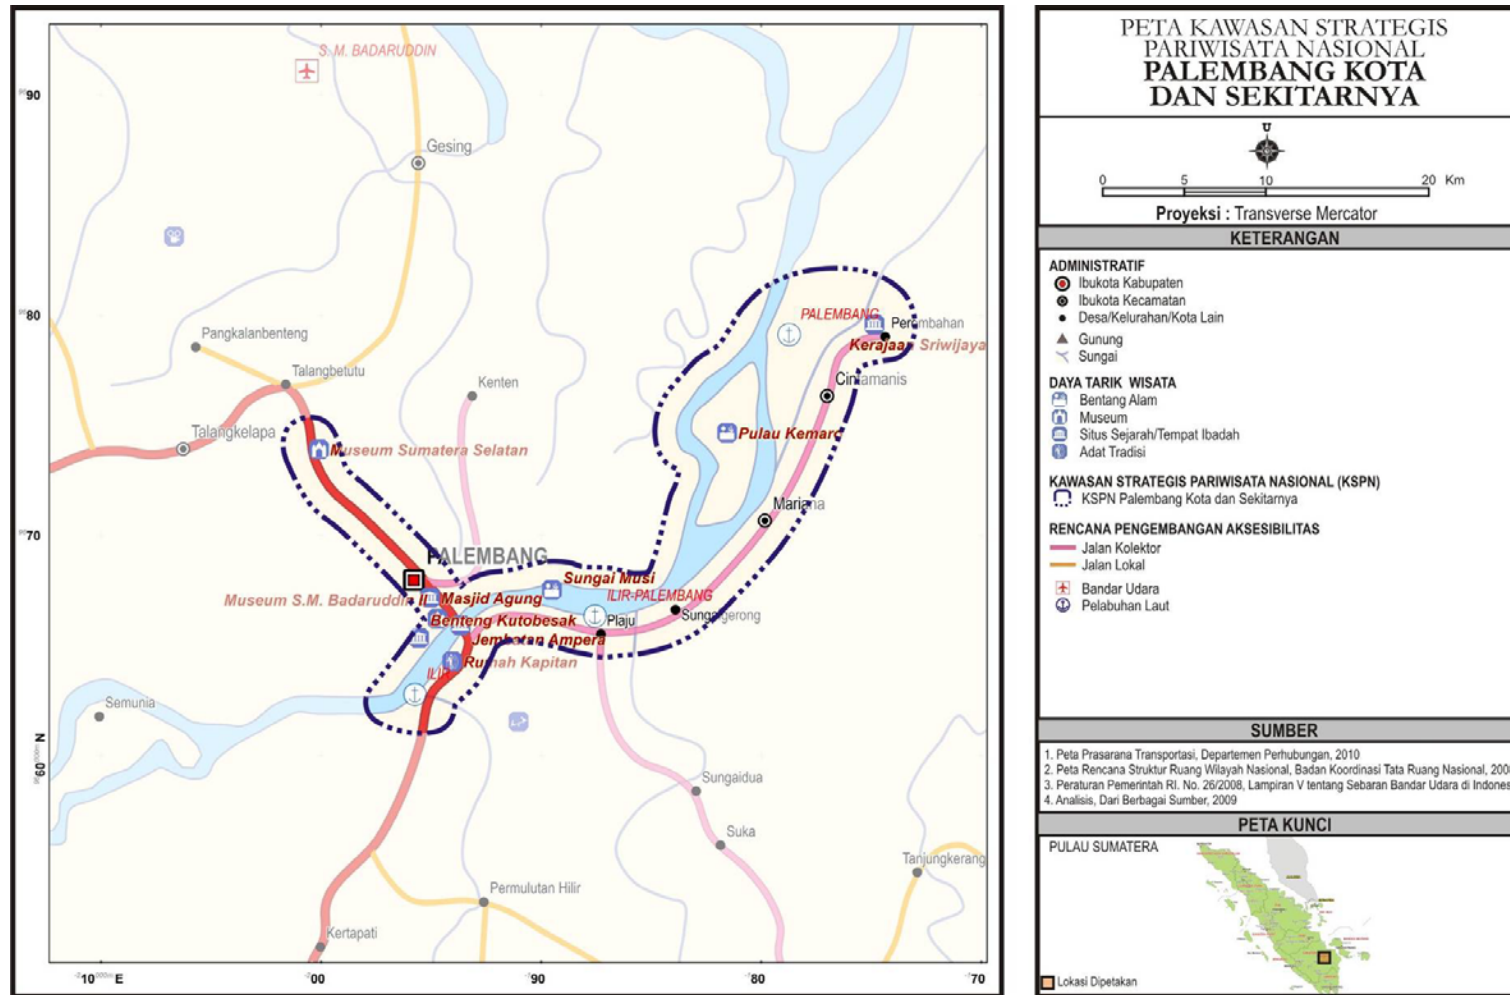 S. M. BADARUDDIN
90
Gesing
80
Pangkalanbenteng
Talangbetutu
Kenten
Talangkelapa
Museum Sumatera Selatan
PALEMBANG
Perambahan
Kerajaan Sriwijaya
Cintamanis
Pulau Kemaro
Mariana
70
PALEMBANG
Sungai Musi
ILIR-PALEMBANG
Museum S.M. Badaruddin II
Masjid Agung
Benteng Kutobesak
Plaju
Sungaigerong
Jembatan Ampera
Rumah Kapitan
ILIR
Semunia
N
60
Sungaidua
Suka
Tanjungkerang
Permulutan Hilir
Kertapati
10 E
00
90
80
70
PETA KAWASAN STRATEGIS
PARIWISATA NASIONAL
PALEMBANG KOTA
DAN SEKITARNYA
U
0 5 10 20 Km
Proyeksi : Transverse Mercator
KETERANGAN
ADMINISTRATIF
Ibukota Kabupaten
Ibukota Kecamatan
Desa/Kelurahan/Kota Lain
Gunung
Sungai
DAYA TARIK WISATA
Bentang Alam
Museum
Situs Sejarah/Tempat Ibadah
Adat Tradisi
KAWASAN STRATEGIS PARIWISATA NASIONAL (KSPN)
KSPN Palembang Kota dan Sekitarnya
RENCANA PENGEMBANGAN AKSESIBILITAS
Jalan Kolektor
Jalan Lokal
Bandar Udara
Pelabuhan Laut
SUMBER
1. Peta Prasarana Transportasi, Departemen Perhubungan, 2010
2. Peta Rencana Struktur Ruang Wilayah Nasional, Badan Koordinasi Tata Ruang Nasional, 200
3. Peraturan Pemerintah RI. No. 26/2008, Lampiran V tentang Sebaran Bandar Udara di Indones
4. Analisis, Dari Berbagai Sumber, 2009
PETA KUNCI
PULAU SUMATERA
Lokasi Dipetakan